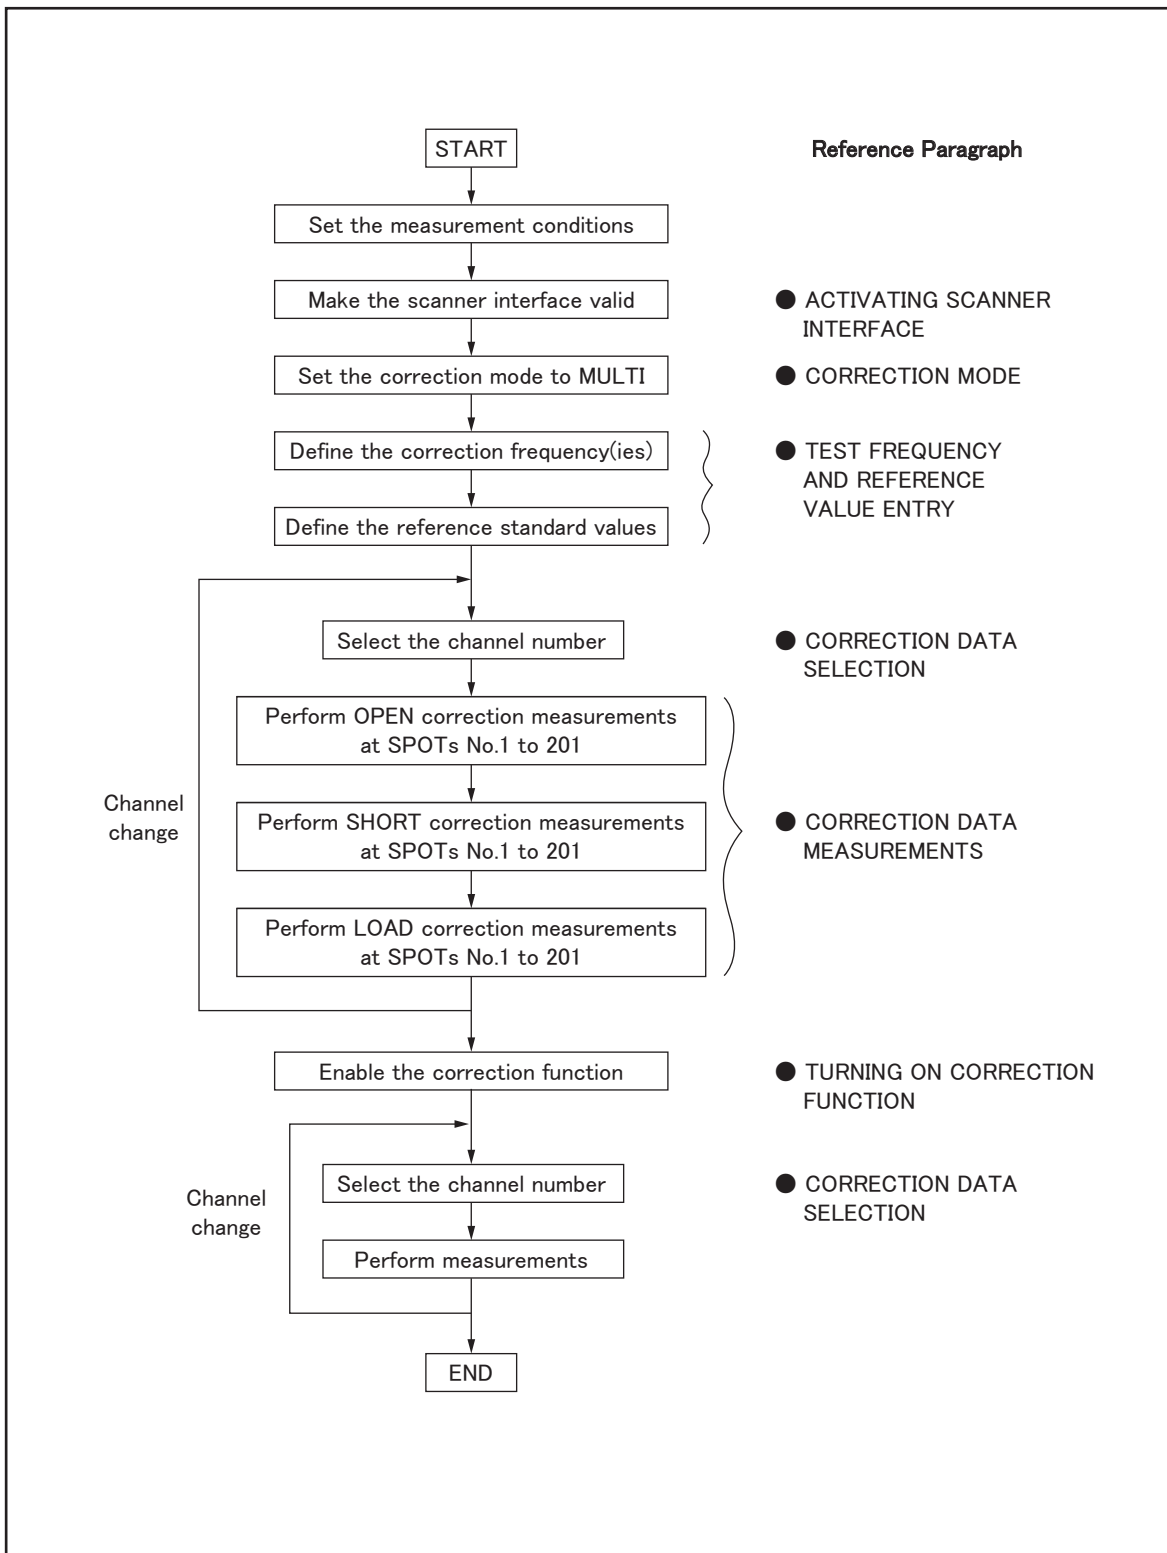 START
Reference Paragraph
Set the measurement conditions
Make the scanner interface valid
● ACTIVATING SCANNER
INTERFACE
Set the correction mode to MULTI
● CORRECTION MODE
Define the correction frequency(ies)
● TEST FREQUENCY
AND REFERENCE
VALUE ENTRY
Define the reference standard values
Select the channel number
● CORRECTION DATA
SELECTION
Perform OPEN correction measurements
at SPOTs No.1 to 201
Channel
change
Perform SHORT correction measurements
at SPOTs No.1 to 201
● CORRECTION DATA
MEASUREMENTS
Perform LOAD correction measurements
at SPOTs No.1 to 201
Enable the correction function
● TURNING ON CORRECTION
FUNCTION
Channel
change
Select the channel number
● CORRECTION DATA
SELECTION
Perform measurements
END